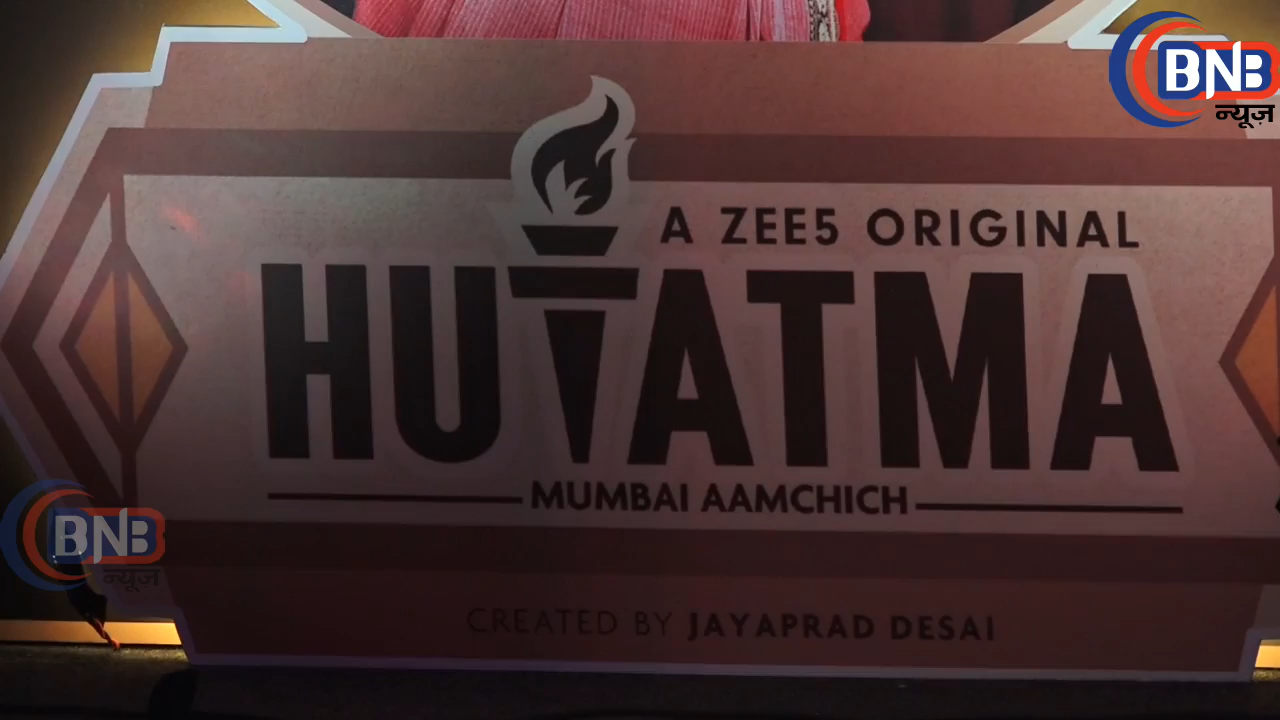 BNB
न्यूज़
A ZEE5 ORIGINAL
HUTATMA
MUMBAI AAMCHICH
BNB
न्यूज़
CREATED BY JAYAPRAD DESAI